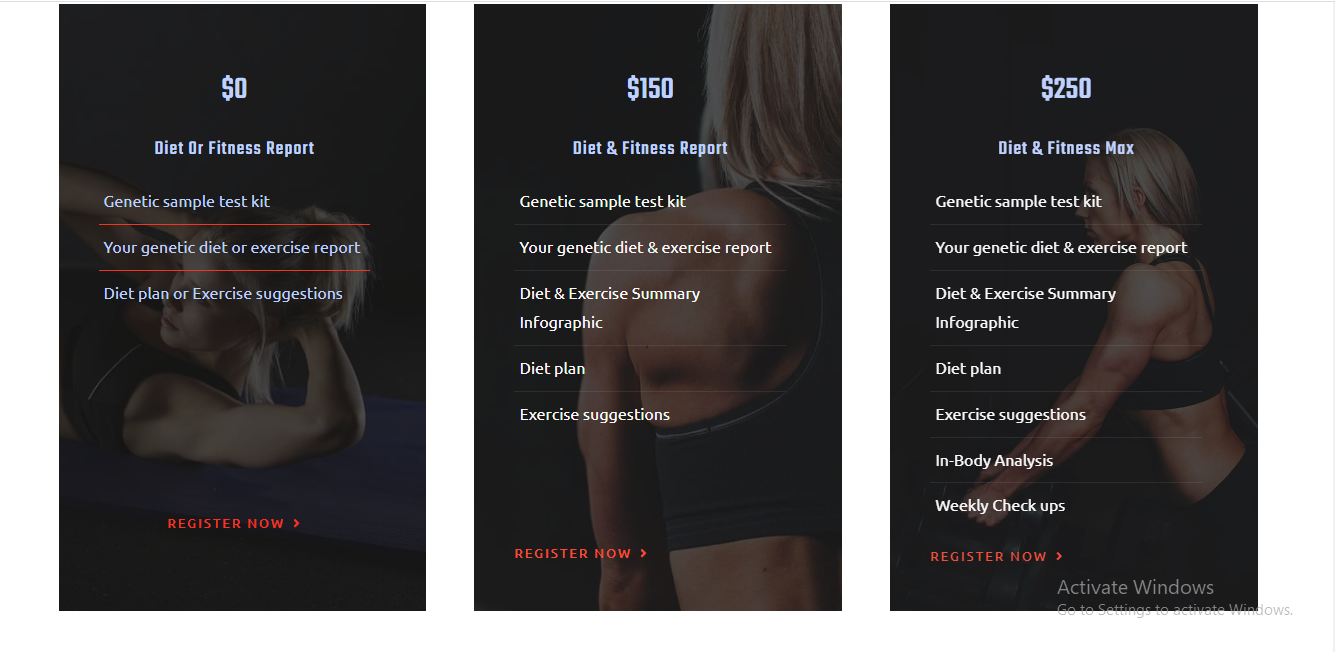 $0
Diet Or Fitness Report
Genetic sample test kit
Your genetic diet or exercise report
Diet plan or Exercise suggestions
REGISTER NOW >
$150
Diet & Fitness Report
Genetic sample test kit
Your genetic diet & exercise report
Diet & Exercise Summary
Infographic
Diet plan
Exercise suggestions
REGISTER NOW >
$250
Diet & Fitness Max
Genetic sample test kit
Your genetic diet & exercise report
Diet & Exercise Summary
Infographic
Diet plan
Exercise suggestions
In-Body Analysis
Weekly Check ups
REGISTER NOW >
Activate Windows
Go to Settings to activate Windows.